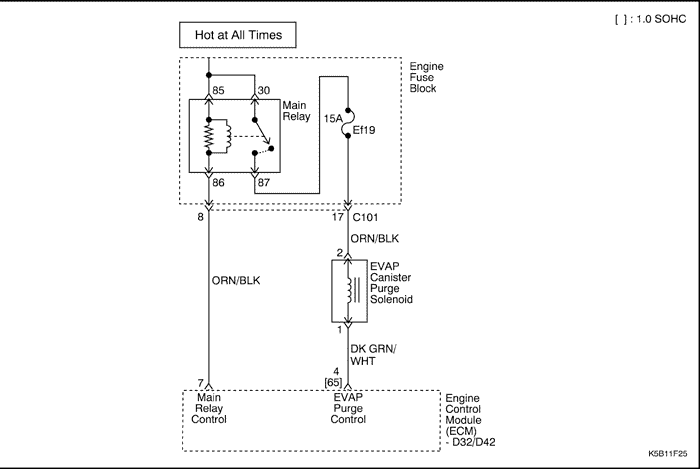 [ ] : 1.0 SOHC
Hot at All Times
Engine
Fuse
Block
85
30
Main
Relay
15A
Ef19
86
87
8
17
C101
ORN/BLK
2
ORN/BLK
EVAP
Canister
Purge
Solenoid
1
DK GRN/
WHT
7
4
[65]
Main
Relay
Control
EVAP
Purge
Control
Engine
Control
Module
(ECM)
- D32/D42
K5B11F25